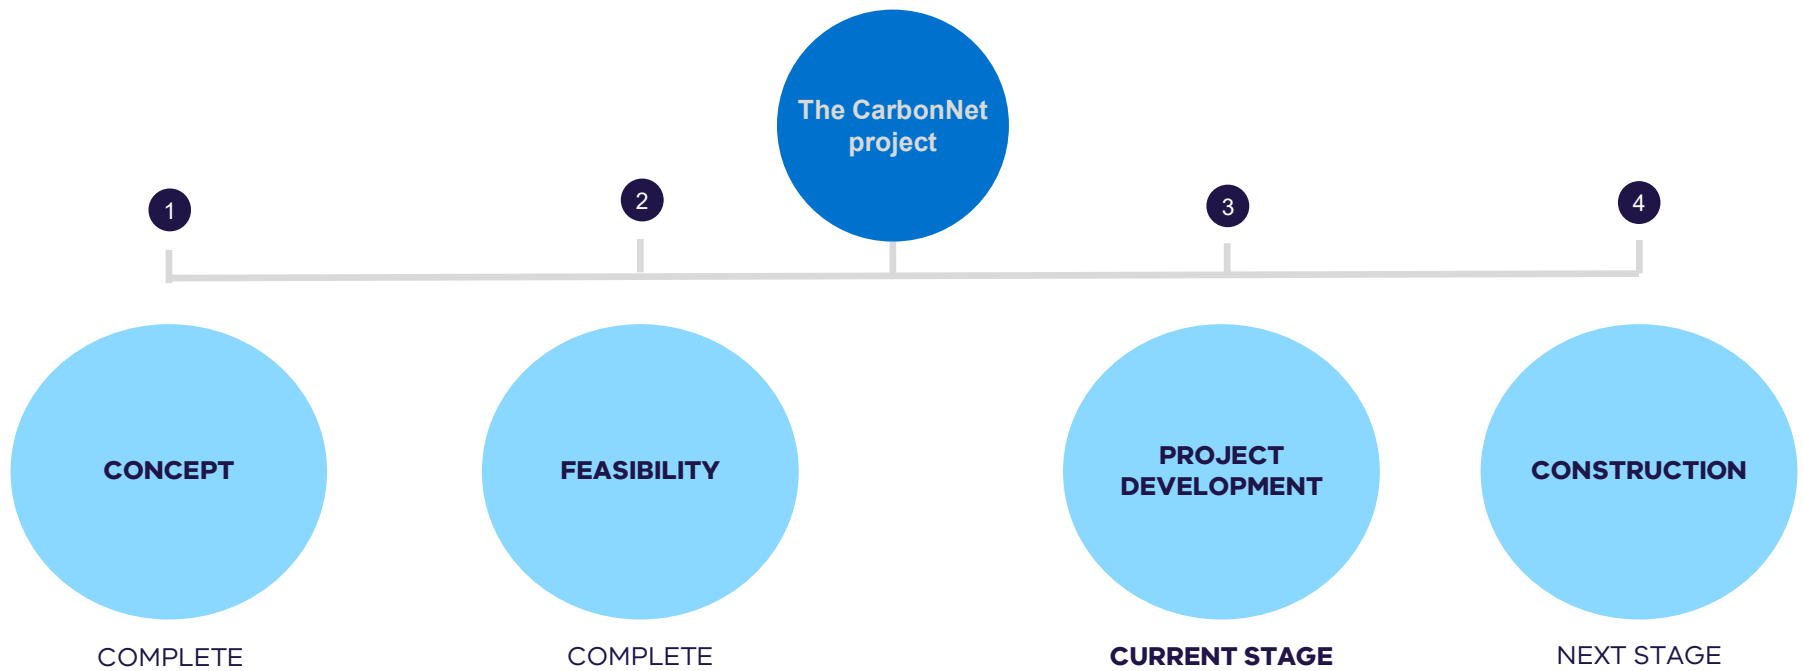 The CarbonNet
project
1
2
3
4
CONCEPT
FEASIBILITY
PROJECT
DEVELOPMENT
CONSTRUCTION
COMPLETE
COMPLETE
CURRENT STAGE
NEXT STAGE